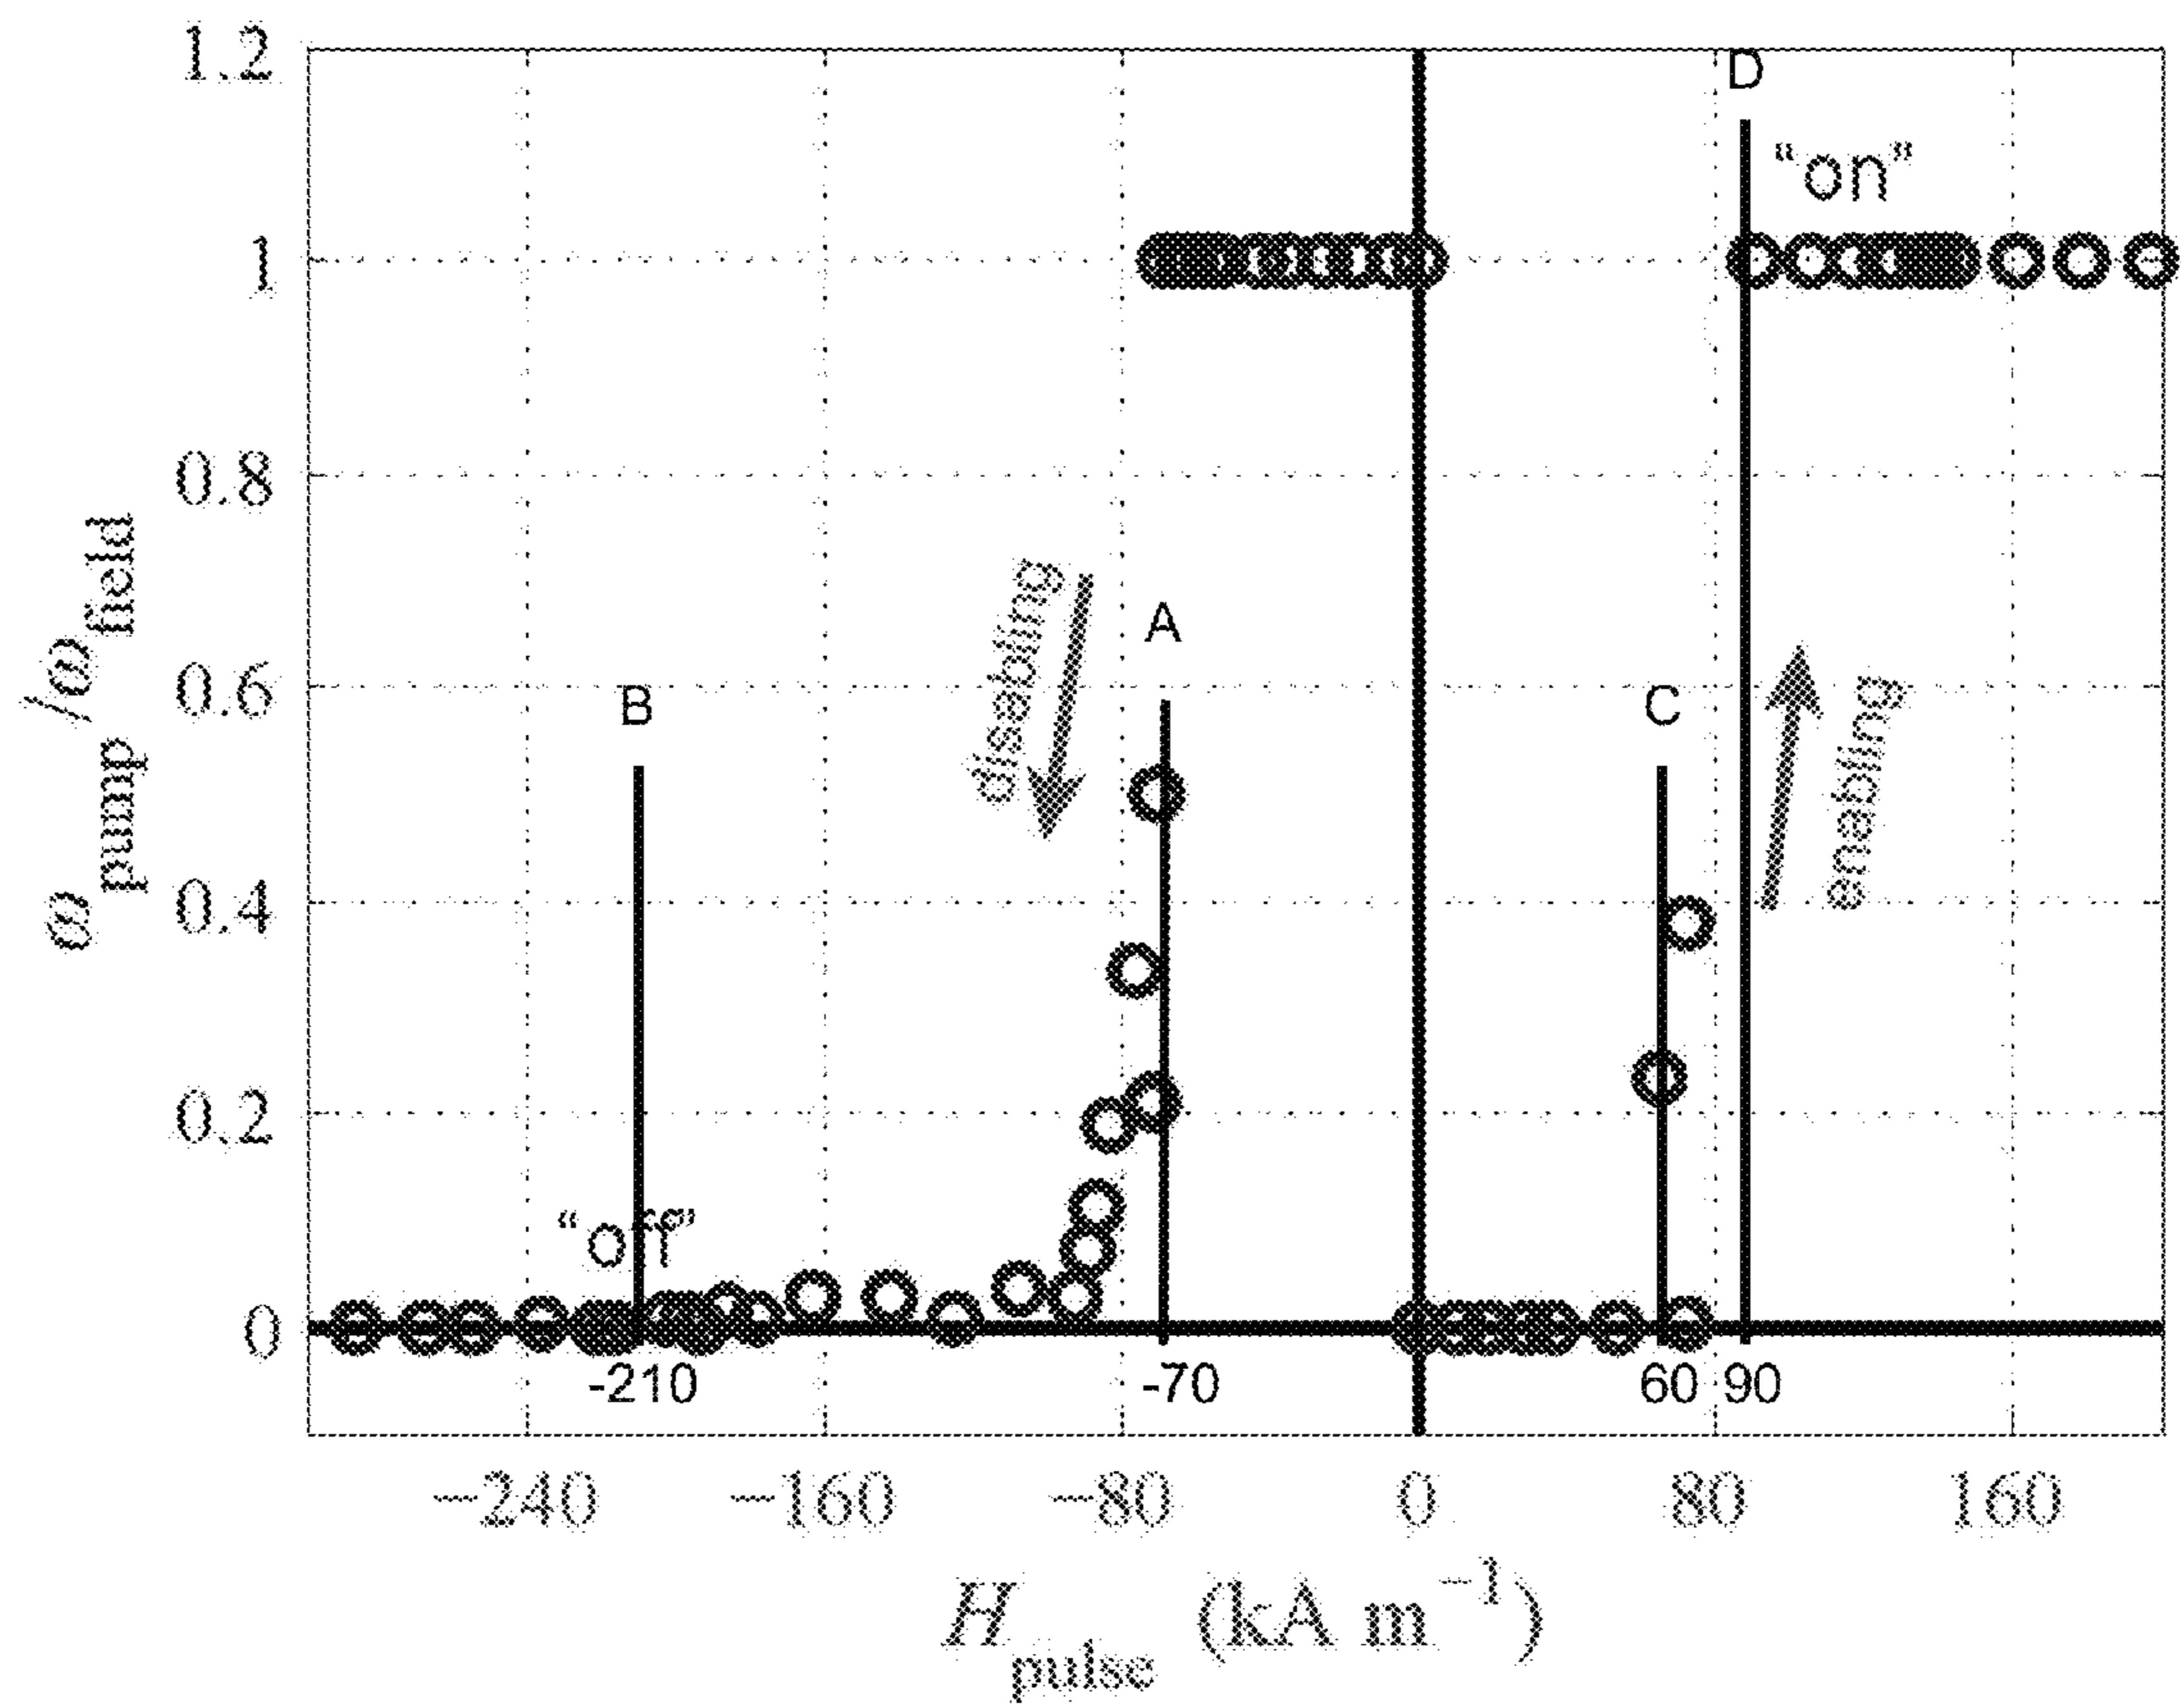 1.2
D
“on”
1
0.8
disabling
A
0.6
B
C
enabling
0.4
0.2
“off”
0
-210
-70
60
90
−240
−160
−80
0
80
160
H pulse (kA m −1)
ω pump /ω field